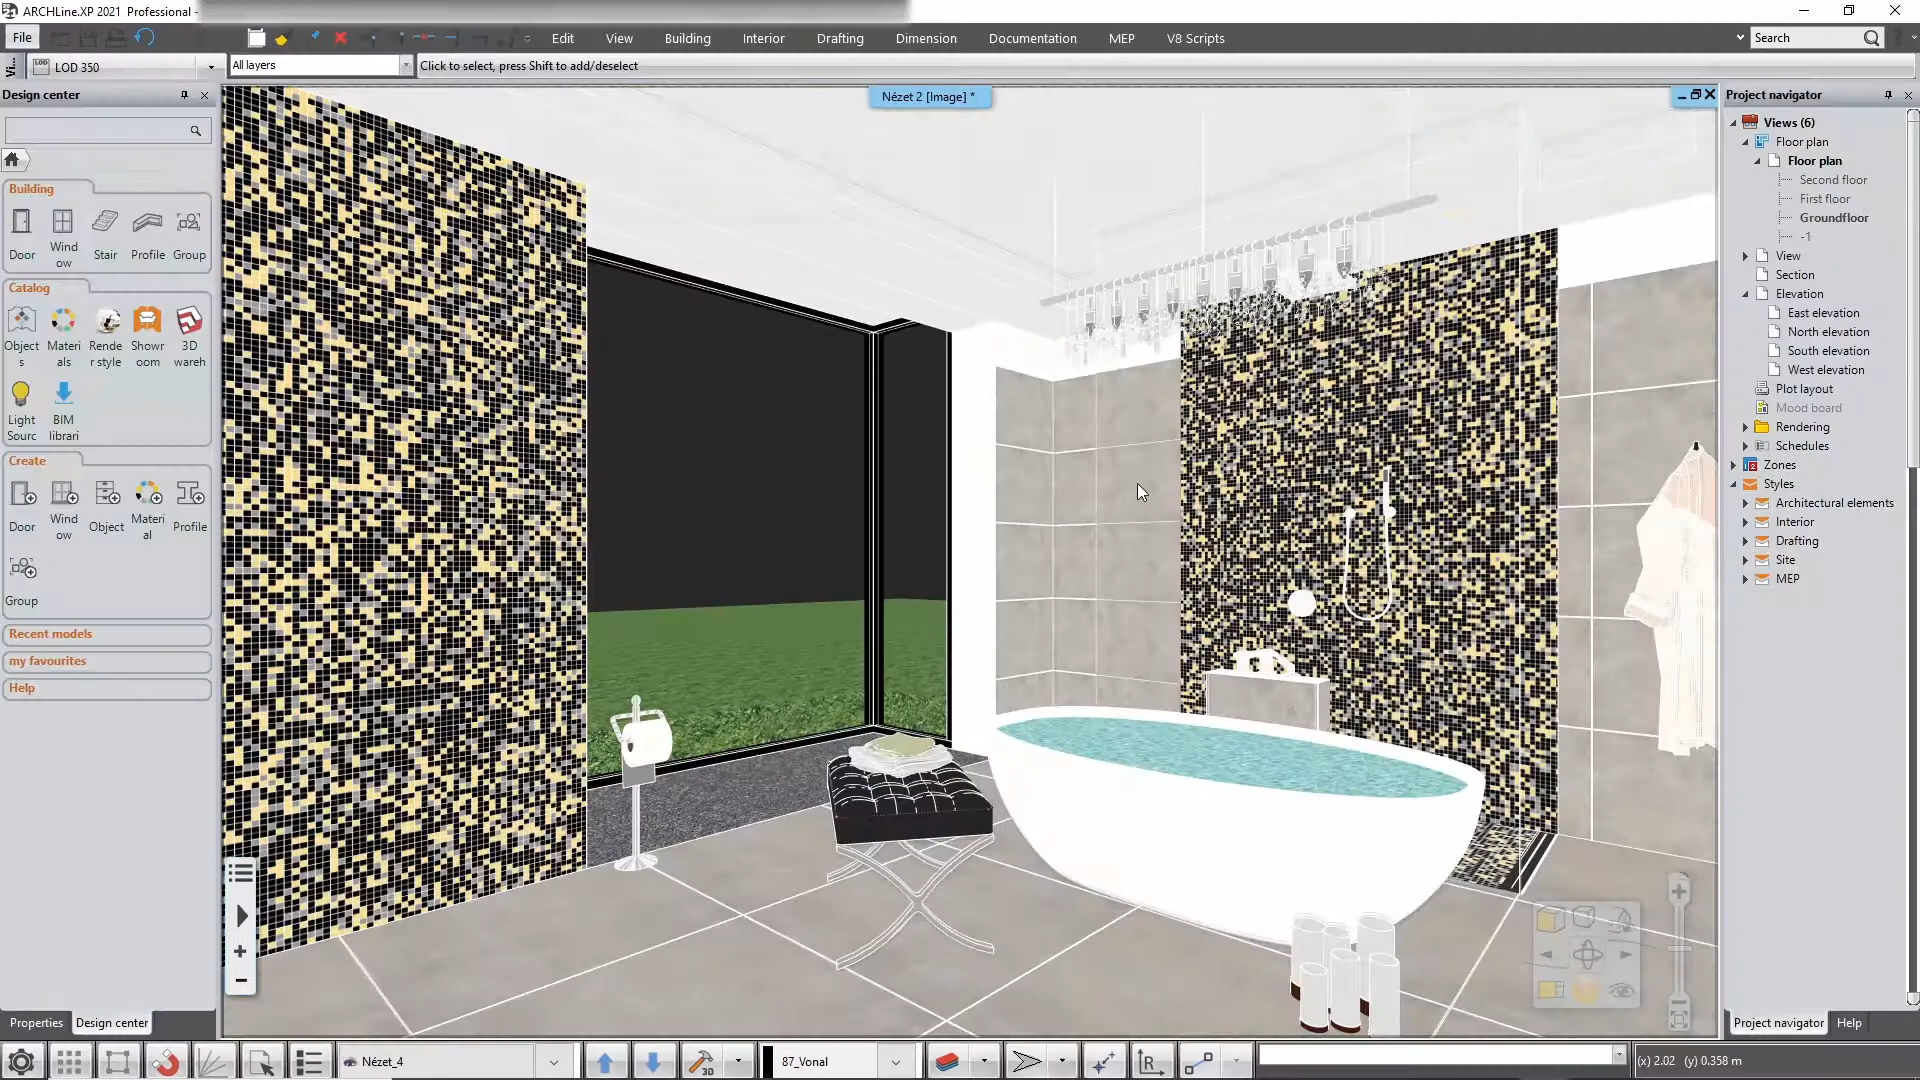 ARCHLine.XP 2021 Professional -
File
Edit
View
Building
Interior
Drafting
Dimension
Documentation
MEP
V8 Scripts
Search
LOD 350
All layers
Click to select, press Shift to add/deselect
Design center
Nézet 2 [Image] *
Project navigator
Building
Door
Wind
ow
Stair
Profile
Group
Catalog
Object
s
Materi
als
Rende
r style
Showr
oom
3D
wareh
Light
Sourc
BIM
librari
Create
Door
Wind
ow
Object
Materi
al
Profile
Group
Recent models
my favourites
Help
Views (6)
Floor plan
Floor plan
Second floor
First floor
Groundfloor
-1
View
Section
Elevation
East elevation
North elevation
South elevation
West elevation
Plot layout
Mood board
Rendering
Schedules
Zones
Styles
Architectural elements
Interior
Drafting
Site
MEP
Properties
Design center
Project navigator
Help
Nézet_4
3D
87_Vonal
R
(x) 2.02 (y) 0.358 m